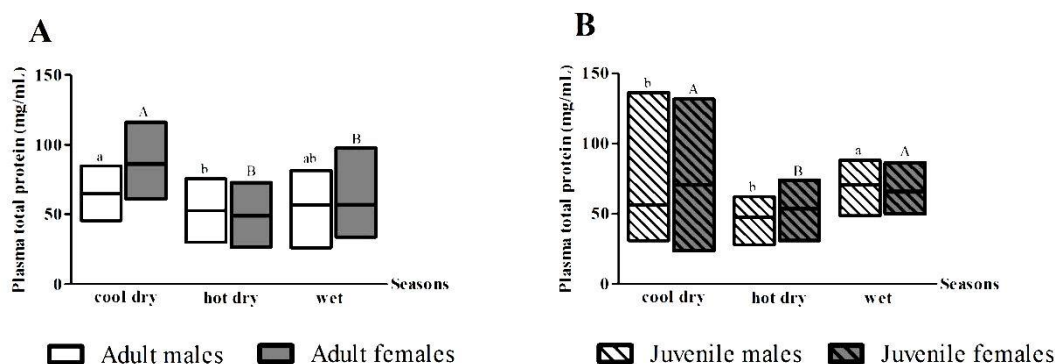 A
Plasma total protein (mg/mL)
150
100
50
0
a
A
b
B
ab
B
cool dry
hot dry
wet
Seasons
Adult males
Adult females
B
Plasma total protein (mg/mL)
150
100
50
0
b
A
b
B
a
A
cool dry
hot dry
wet
Seasons
Juvenile males
Juvenile females